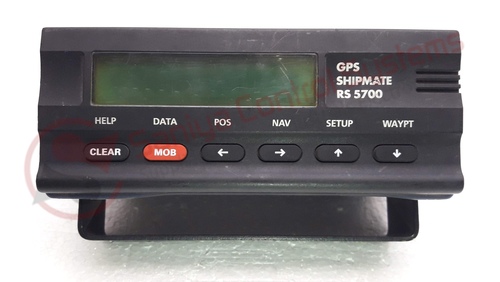 GPS
SHIPMATE
RS 5700
HELP DATA POS NAV SETUP WAYPT
CLEAR MOB ← → ↑ ↓